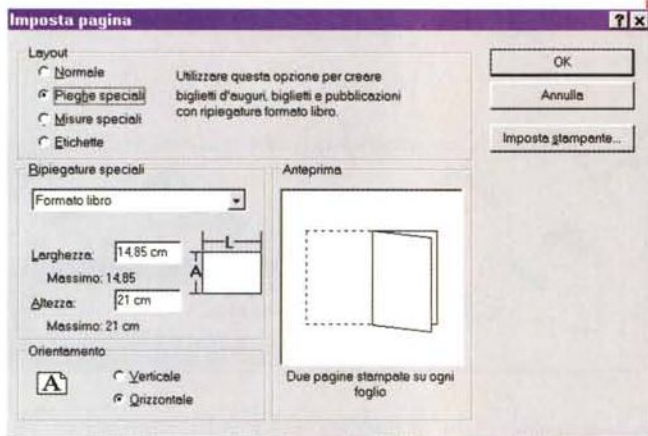 Imposta pagina
Layout
Normale
Pieghe speciali
Misure speciali
Etichette
Utilizzare questa opzione per creare
biglietti d'auguri, biglietti e pubblicazioni
con ripiegatura formato libro.
OK
Annulla
Imposta stampante...
Ripiegature speciali
Formato libro
Larghezza: 14,85 cm
Massimo: 14,85
Altezza: 21 cm
Massimo: 21 cm
L
A
Anteprima
Due pagine stampate su ogni
foglio
Orientamento
A
Verticale
Orizzontale